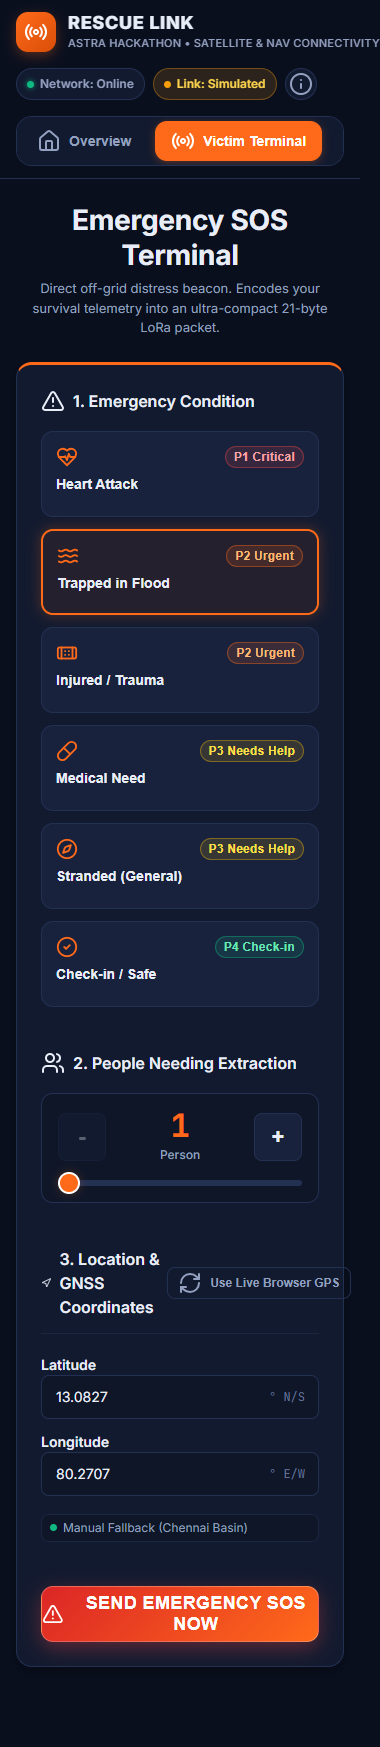 RESCUE LINK
ASTRA HACKATHON • SATELLITE & NAV CONNECTIVITY
Network: Online
Link: Simulated
Overview
Victim Terminal
Emergency SOS
Terminal
Direct off-grid distress beacon. Encodes your
survival telemetry into an ultra-compact 21-byte
LoRa packet.
1. Emergency Condition
P1 Critical
Heart Attack
P2 Urgent
Trapped in Flood
P2 Urgent
Injured / Trauma
P3 Needs Help
Medical Need
P3 Needs Help
Stranded (General)
P4 Check-in
Check-in / Safe
2. People Needing Extraction
-
1
+
Person
3. Location &
GNSS
Coordinates
Use Live Browser GPS
Latitude
13.0827
° N/S
Longitude
80.2707
° E/W
Manual Fallback (Chennai Basin)
SEND EMERGENCY SOS
NOW